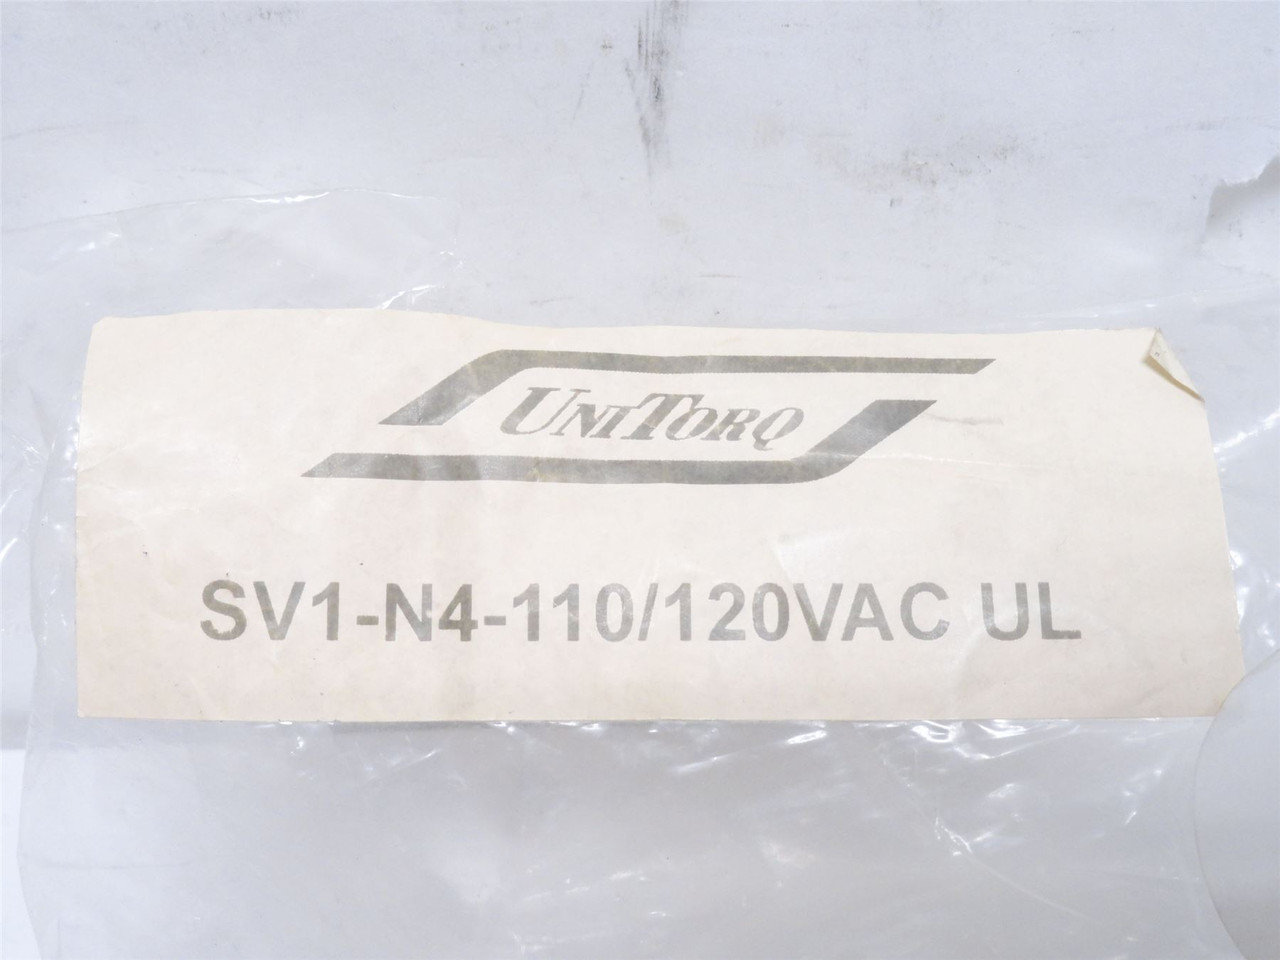 UNITORQ
SV1-N4-110/120VAC UL